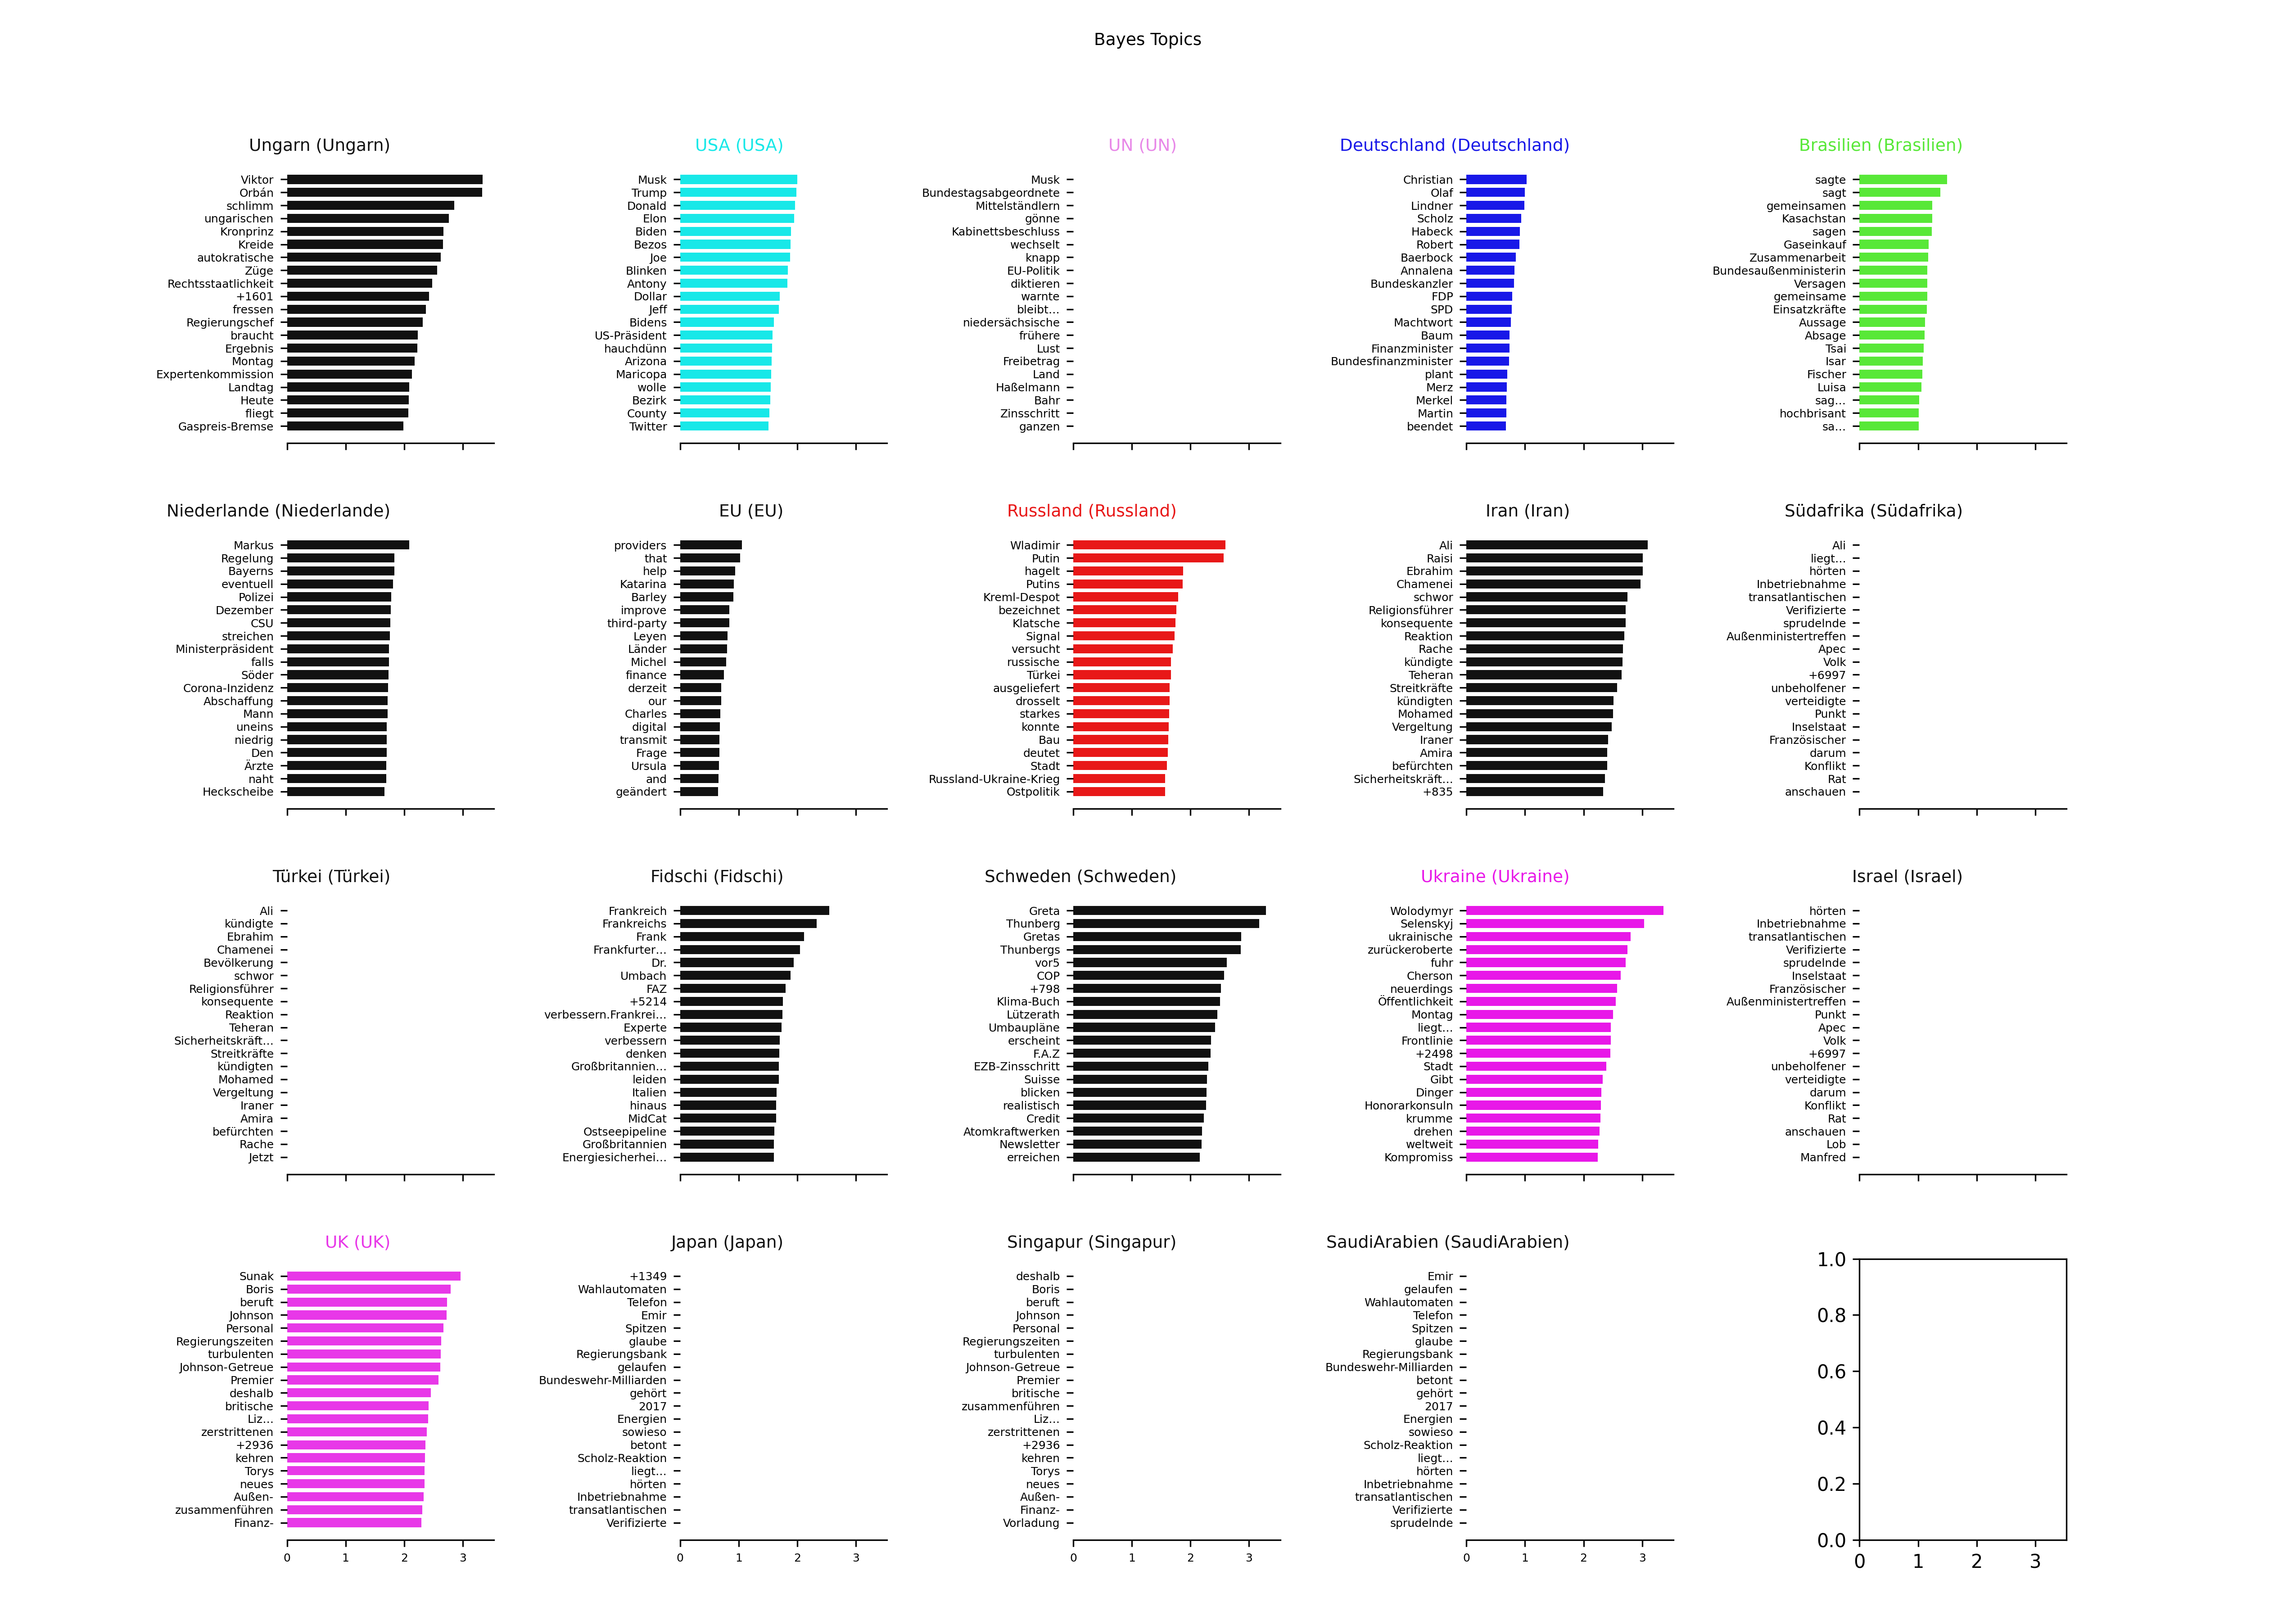 Bayes Topics
Ungarn (Ungarn)
Viktor
Orbán
schlimm
ungarischen
Kronprinz
Kreide
autokratische
Züge
Rechtsstaatlichkeit
+1601
fressen
Regierungschef
braucht
Ergebnis
Montag
Expertenkommission
Landtag
Heute
fliegt
Gaspreis-Bremse
USA (USA)
Musk
Trump
Donald
Elon
Biden
Bezos
Joe
Blinken
Antony
Dollar
Jeff
Bidens
US-Präsident
hauchdünn
Arizona
Maricopa
wolle
Bezirk
County
Twitter
UN (UN)
Musk
Bundestagsabgeordnete
Mittelständlern
gönne
Kabinettsbeschluss
wechselt
knapp
EU-Politik
diktieren
warnte
bleibt…
niedersächsische
frühere
Lust
Freibetrag
Land
Haßelmann
Bahr
Zinsschritt
ganzen
Deutschland (Deutschland)
Christian
Olaf
Lindner
Scholz
Habeck
Robert
Baerbock
Annalena
Bundeskanzler
FDP
SPD
Machtwort
Baum
Finanzminister
Bundesfinanzminister
plant
Merz
Merkel
Martin
beendet
Brasilien (Brasilien)
sagte
sagt
gemeinsamen
Kasachstan
sagen
Gaseinkauf
Zusammenarbeit
Bundesaußenministerin
Versagen
gemeinsame
Einsatzkräfte
Aussage
Absage
Tsai
Isar
Fischer
Luisa
sag…
hochbrisant
sa…
Niederlande (Niederlande)
Markus
Regelung
Bayerns
eventuell
Polizei
Dezember
CSU
streichen
Ministerpräsident
falls
Söder
Corona-Inzidenz
Abschaffung
Mann
uneins
niedrig
Den
Ärzte
naht
Heckscheibe
EU (EU)
providers
that
help
Katarina
Barley
improve
third-party
Leyen
Länder
Michel
finance
derzeit
our
Charles
digital
transmit
Frage
Ursula
and
geändert
Russland (Russland)
Wladimir
Putin
hagelt
Putins
Kreml-Despot
bezeichnet
Klatsche
Signal
versucht
russische
Türkei
ausgeliefert
drosselt
starkes
konnte
Bau
deutet
Stadt
Russland-Ukraine-Krieg
Ostpolitik
Iran (Iran)
Ali
Raisi
Ebrahim
Chamenei
schwor
Religionsführer
konsequente
Reaktion
Rache
kündigte
Teheran
Streitkräfte
kündigten
Mohamed
Vergeltung
Iraner
Amira
befürchten
Sicherheitskräft…
+835
Südafrika (Südafrika)
Ali
liegt…
hörten
Inbetriebnahme
transatlantischen
Verifizierte
sprudelnde
Außenministertreffen
Apec
Volk
+6997
unbeholfener
verteidigte
Punkt
Inselstaat
Französischer
darum
Konflikt
Rat
anschauen
Türkei (Türkei)
Ali
kündigte
Ebrahim
Chamenei
Bevölkerung
schwor
Religionsführer
konsequente
Reaktion
Teheran
Sicherheitskräft…
Streitkräfte
kündigten
Mohamed
Vergeltung
Iraner
Amira
befürchten
Rache
Jetzt
Fidschi (Fidschi)
Frankreich
Frankreichs
Frank
Frankfurter…
Dr.
Umbach
FAZ
+5214
verbessern.Frankrei…
Experte
verbessern
denken
Großbritannien…
leiden
Italien
hinaus
MidCat
Ostseepipeline
Großbritannien
Energiesicherhei…
Schweden (Schweden)
Greta
Thunberg
Gretas
Thunbergs
vor5
COP
+798
Klima-Buch
Lützerath
Umbaupläne
erscheint
F.A.Z
EZB-Zinsschritt
Suisse
blicken
realistisch
Credit
Atomkraftwerken
Newsletter
erreichen
Ukraine (Ukraine)
Wolodymyr
Selenskyj
ukrainische
zurückeroberte
fuhr
Cherson
neuerdings
Öffentlichkeit
Montag
liegt…
Frontlinie
+2498
Stadt
Gibt
Dinger
Honorarkonsuln
krumme
drehen
weltweit
Kompromiss
Israel (Israel)
hörten
Inbetriebnahme
transatlantischen
Verifizierte
sprudelnde
Inselstaat
Französischer
Außenministertreffen
Punkt
Apec
Volk
+6997
unbeholfener
verteidigte
darum
Konflikt
Rat
anschauen
Lob
Manfred
UK (UK)
Sunak
Boris
beruft
Johnson
Personal
Regierungszeiten
turbulenten
Johnson-Getreue
Premier
deshalb
britische
Liz…
zerstrittenen
+2936
kehren
Torys
neues
Außen-
zusammenführen
Finanz-
0 1 2 3
Japan (Japan)
+1349
Wahlautomaten
Telefon
Emir
Spitzen
glaube
Regierungsbank
gelaufen
Bundeswehr-Milliarden
gehört
2017
Energien
sowieso
betont
Scholz-Reaktion
liegt…
hörten
Inbetriebnahme
transatlantischen
Verifizierte
0 1 2 3
Singapur (Singapur)
deshalb
Boris
beruft
Johnson
Personal
Regierungszeiten
turbulenten
Johnson-Getreue
Premier
britische
zusammenführen
Liz…
zerstrittenen
+2936
kehren
Torys
neues
Außen-
Finanz-
Vorladung
0 1 2 3
SaudiArabien (SaudiArabien)
Emir
gelaufen
Wahlautomaten
Telefon
Spitzen
glaube
Regierungsbank
Bundeswehr-Milliarden
betont
gehört
2017
Energien
sowieso
Scholz-Reaktion
liegt…
hörten
Inbetriebnahme
transatlantischen
Verifizierte
sprudelnde
0 1 2 3
1.0
0.8
0.6
0.4
0.2
0.0
0 1 2 3